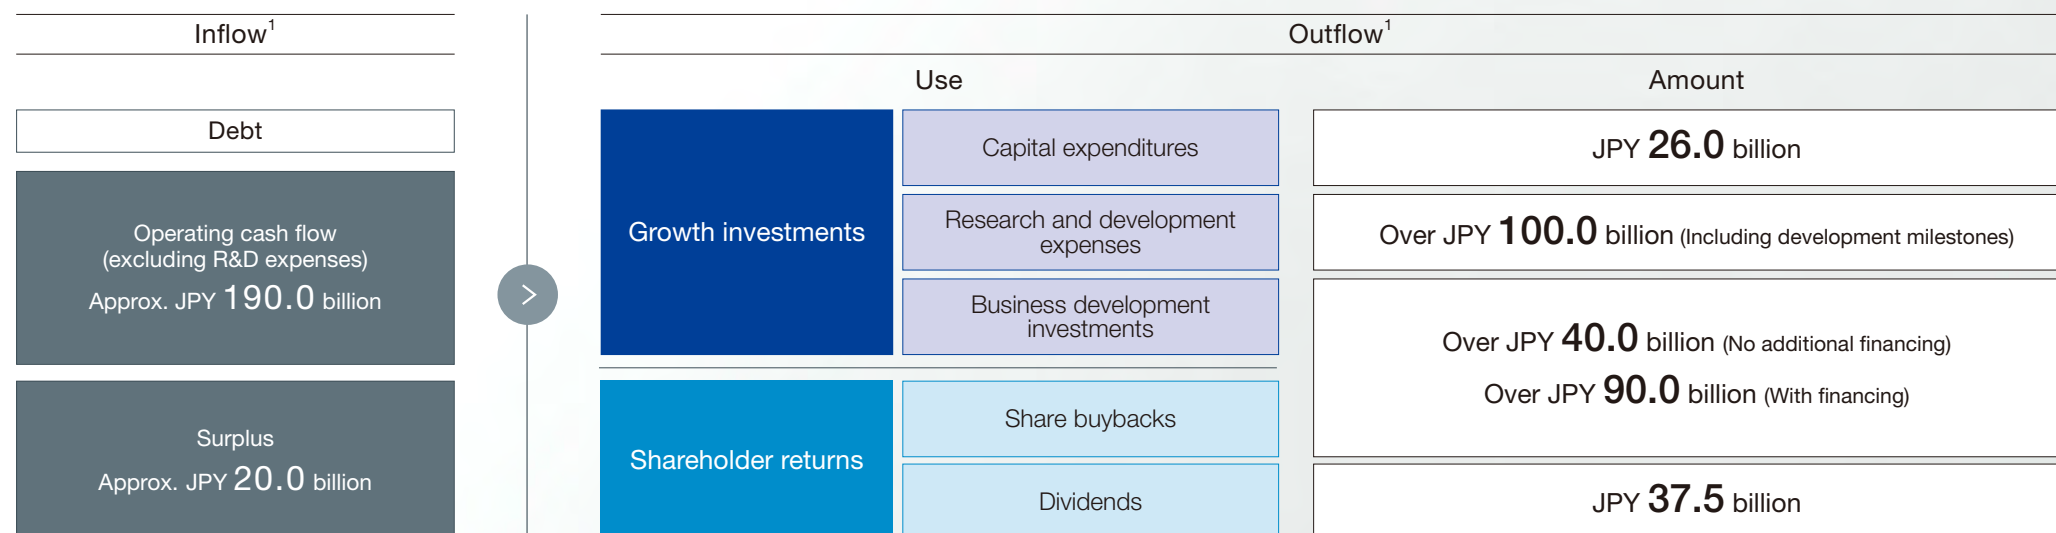 Inflow¹
Debt
Operating cash flow
(excluding R&D expenses)
Approx. JPY 190.0 billion
Surplus
Approx. JPY 20.0 billion
>
Outflow¹
Use
Amount
Growth investments
Capital expenditures
JPY 26.0 billion
Research and development
expenses
Over JPY 100.0 billion (Including development milestones)
Business development
investments
Over JPY 40.0 billion (No additional financing)
Over JPY 90.0 billion (With financing)
Shareholder returns
Share buybacks
Dividends
JPY 37.5 billion